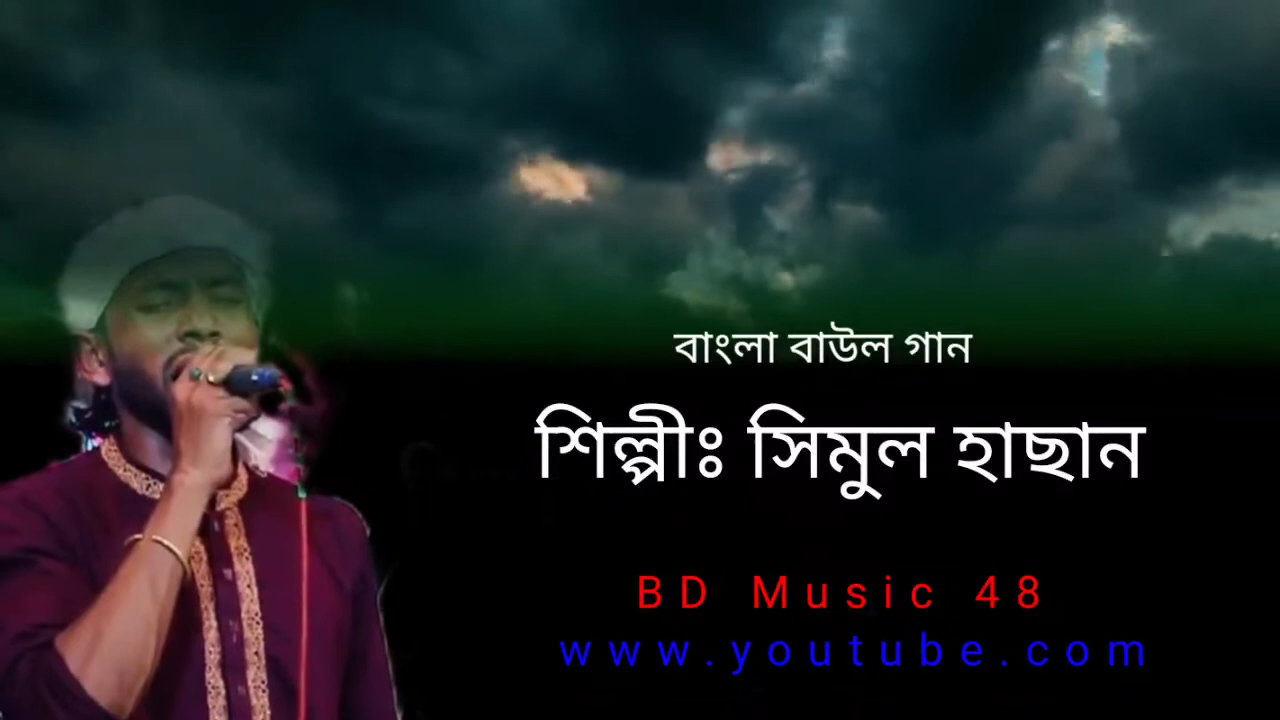 বাংলা বাউল গান
শিল্পীঃ সিমুল হাছান
BD Music 48
www.youtube.com